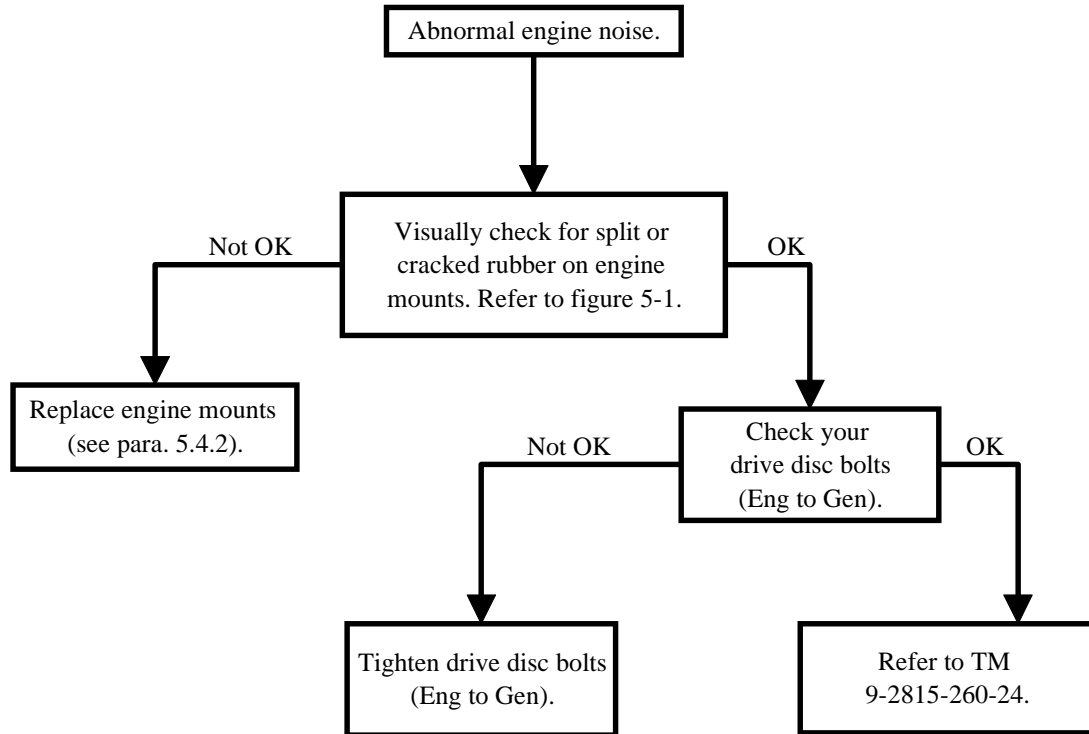 Abnormal engine noise.
Visually check for split or
cracked rubber on engine
mounts. Refer to figure 5-1.
Not OK
OK
Replace engine mounts
(see para. 5.4.2).
Check your
drive disc bolts
(Eng to Gen).
Not OK
OK
Tighten drive disc bolts
(Eng to Gen).
Refer to TM
9-2815-260-24.